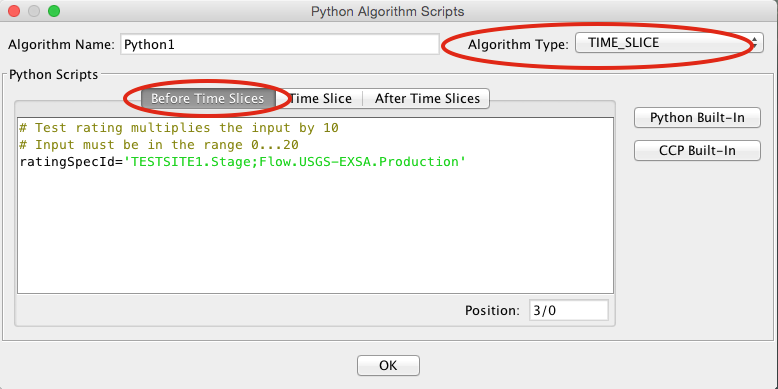 Python Algorithm Scripts
Algorithm Name: Python1 Algorithm Type: TIME_SLICE
Python Scripts
Before Time Slices Time Slice After Time Slices
# Test rating multiplies the input by 10
# Input must be in the range 0...20
ratingSpecId='TESTSITE1.Stage;Flow.USGS-EXSA.Production'
Python Built-In
CCP Built-In
Position: 3/0
OK